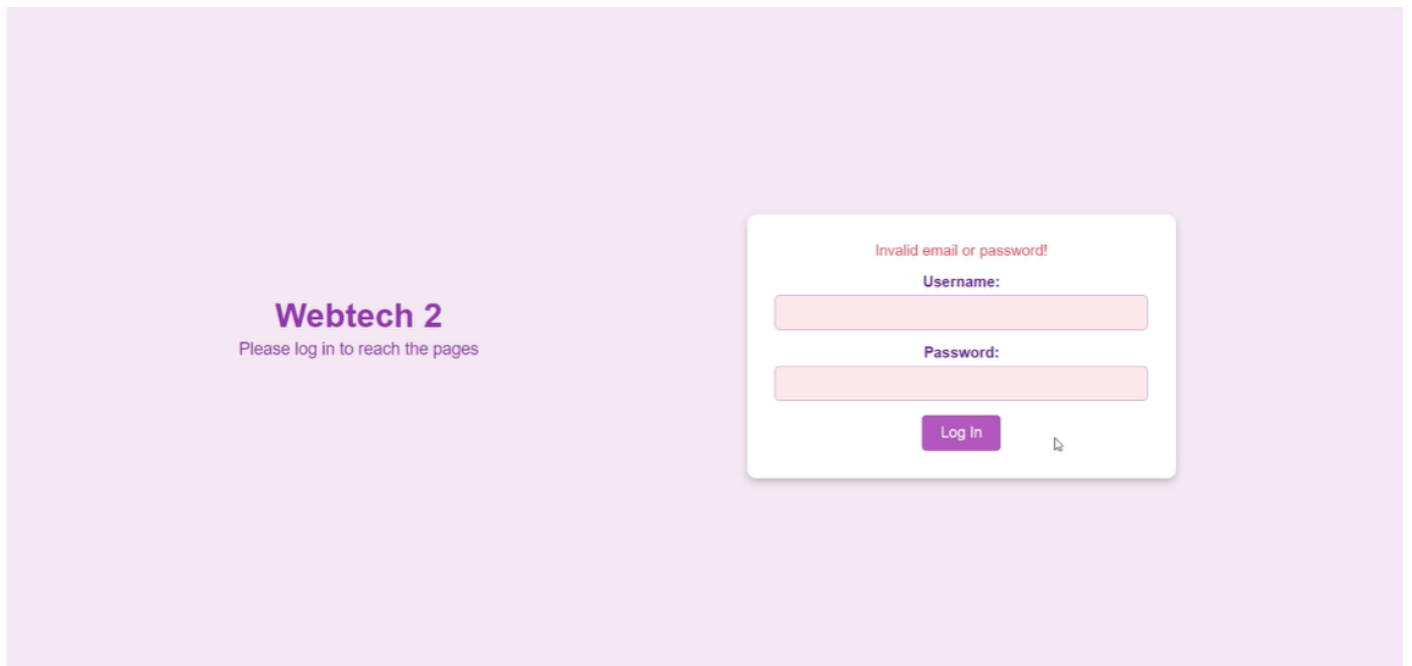 Webtech 2
Please log in to reach the pages
Invalid email or password!
Username:
Password:
Log In